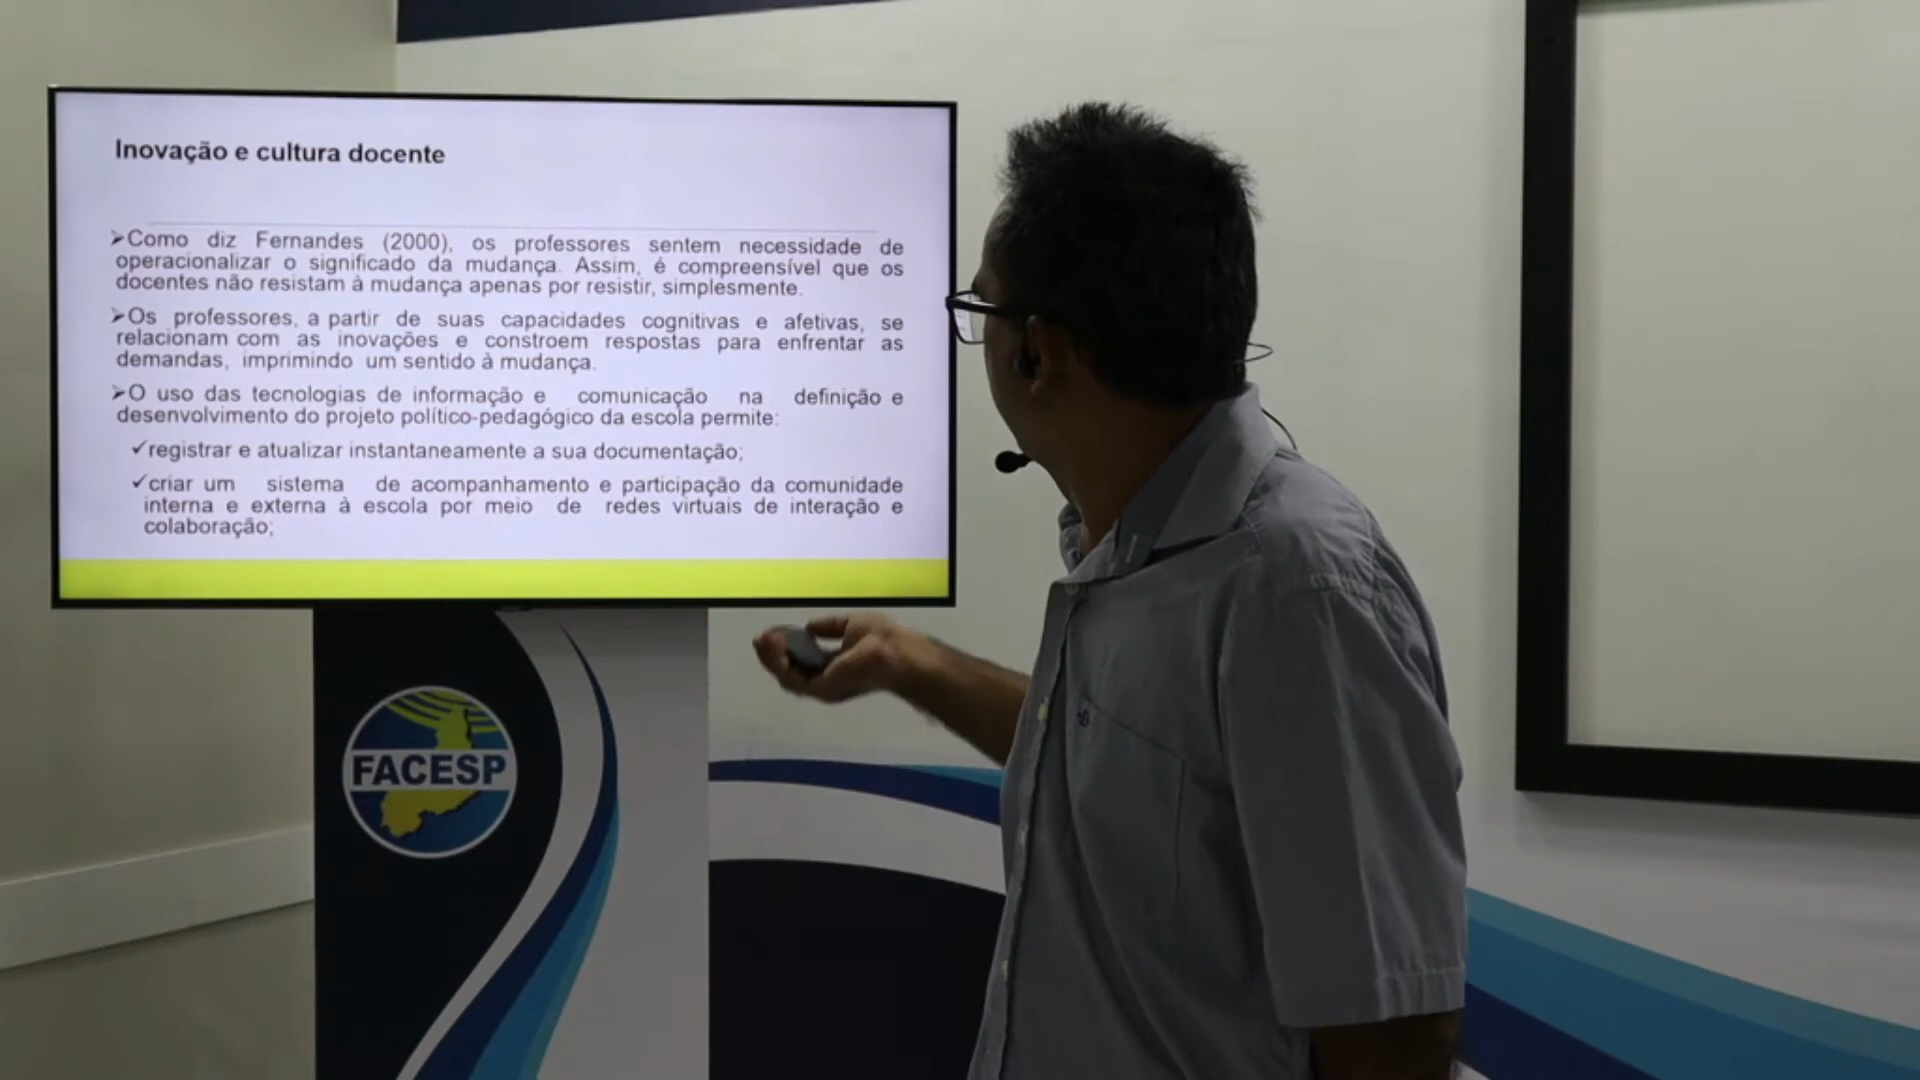 Inovação e cultura docente
➢Como diz Fernandes (2000), os professores sentem necessidade de
operacionalizar o significado da mudança. Assim, é compreensível que os
docentes não resistam à mudança apenas por resistir, simplesmente.
➢Os professores, a partir de suas capacidades cognitivas e afetivas, se
relacionam com as inovações e constroem respostas para enfrentar as
demandas, imprimindo um sentido à mudança.
➢O uso das tecnologias de informação e comunicação na definição e
desenvolvimento do projeto político-pedagógico da escola permite:
✓registrar e atualizar instantaneamente a sua documentação;
✓criar um sistema de acompanhamento e participação da comunidade
interna e externa à escola por meio de redes virtuais de interação e
colaboração;
FACESP